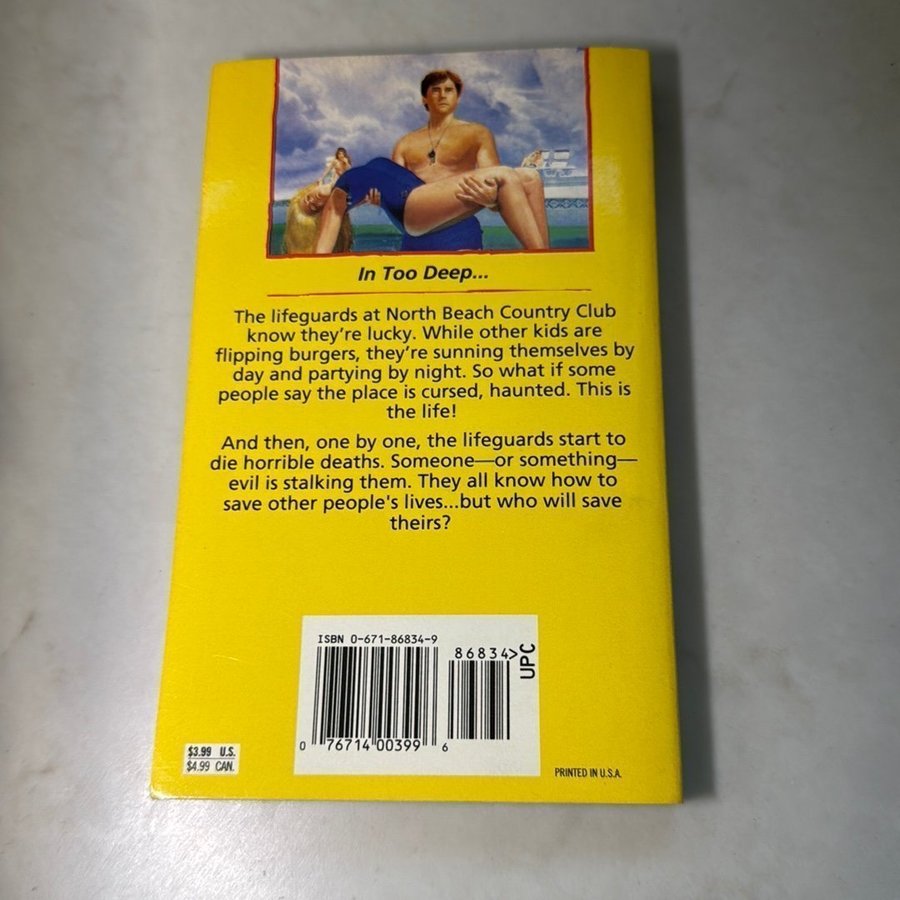 In Too Deep...
The lifeguards at North Beach Country Club
know they're lucky. While other kids are
flipping burgers, they're sunning themselves by
day and partying by night. So what if some
people say the place is cursed, haunted. This is
the life!
And then, one by one, the lifeguards start to
die horrible deaths. Someone—or something—
evil is stalking them. They all know how to
save other people's lives...but who will save
theirs?
ISBN 0-671-86834-9
86834>
UPC
0 76714 00399 6
$3.99 U.S.
$4.99 CAN.
PRINTED IN U.S.A.